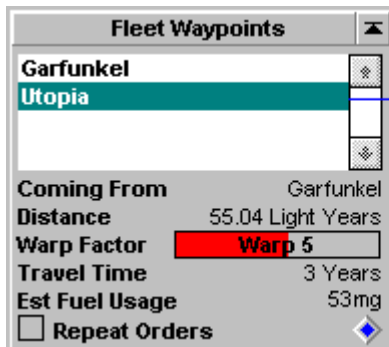 Fleet Waypoints
Garfunkel
Utopia
Coming From Garfunkel
Distance 55.04 Light Years
Warp Factor Warp 5
Travel Time 3 Years
Est Fuel Usage 53mg
Repeat Orders